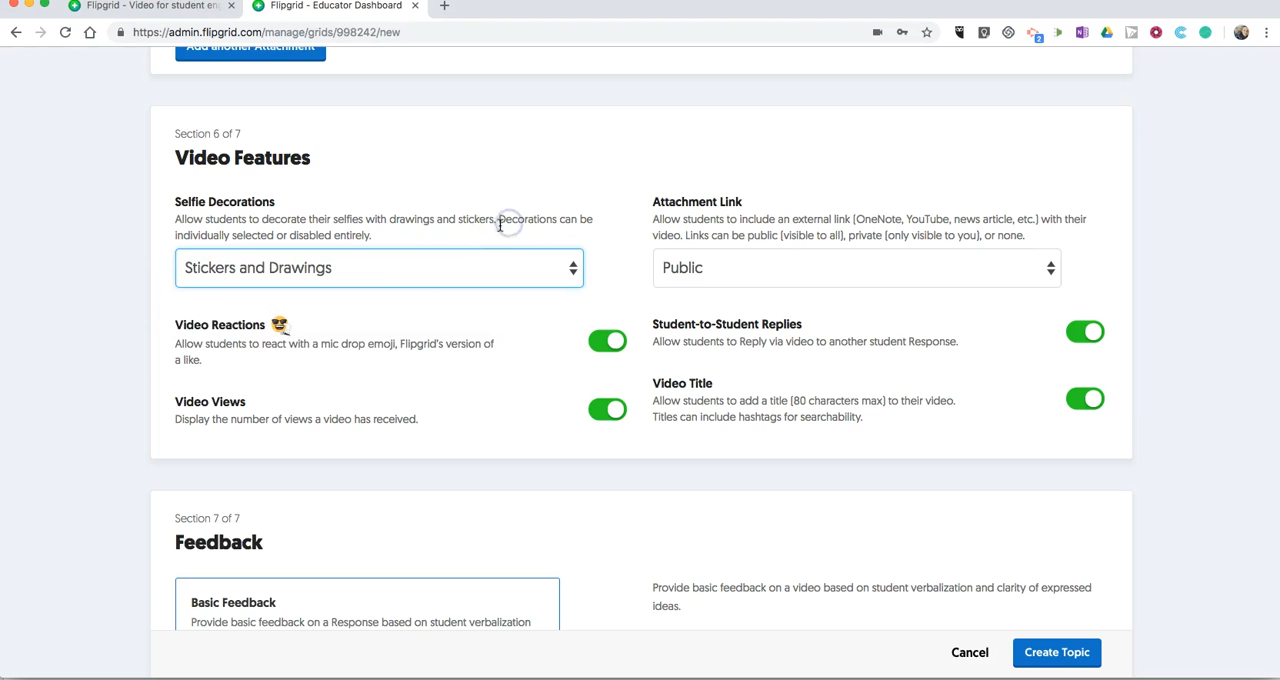 Flipgrid - Video for student en
Flipgrid - Educator Dashboard
https://admin.flipgrid.com/manage/grids/998242/new
2
Add another Attachment
Section 6 of 7
Video Features
Selfie Decorations
Allow students to decorate their selfies with drawings and stickers. Decorations can be
individually selected or disabled entirely.
Stickers and Drawings
Attachment Link
Allow students to include an external link (OneNote, YouTube, news article, etc.) with their
video. Links can be public (visible to all), private (only visible to you), or none.
Public
Video Reactions
Allow students to react with a mic drop emoji, Flipgrid's version of
a like.
Student-to-Student Replies
Allow students to Reply via video to another student Response.
Video Views
Display the number of views a video has received.
Video Title
Allow students to add a title (80 characters max) to their video.
Titles can include hashtags for searchability.
Section 7 of 7
Feedback
Basic Feedback
Provide basic feedback on a Response based on student verbalization
Provide basic feedback on a video based on student verbalization and clarity of expressed
ideas.
Cancel
Create Topic